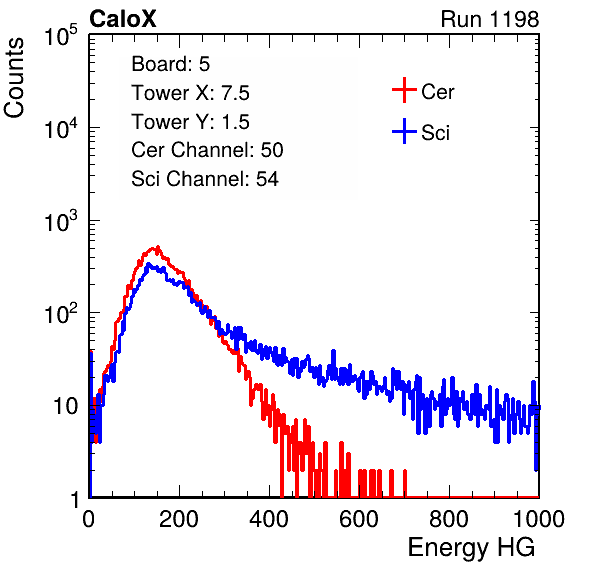 CaloX Run 1198
Counts
10^5
10^4
10^3
10^2
10
1
Board: 5
Tower X: 7.5
Tower Y: 1.5
Cer Channel: 50
Sci Channel: 54
Cer
Sci
0 200 400 600 800 1000
Energy HG